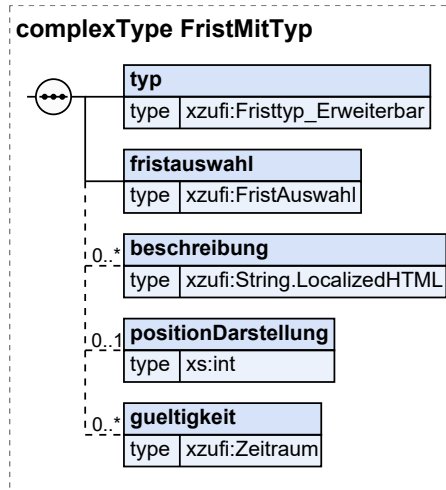 complexType FristMitTyp
typ
type xzufi:Fristtyp_Erweiterbar
fristauswahl
type xzufi:FristAuswahl
0..* beschreibung
type xzufi:String.LocalizedHTML
0..1 positionDarstellung
type xs:int
0..* gueltigkeit
type xzufi:Zeitraum